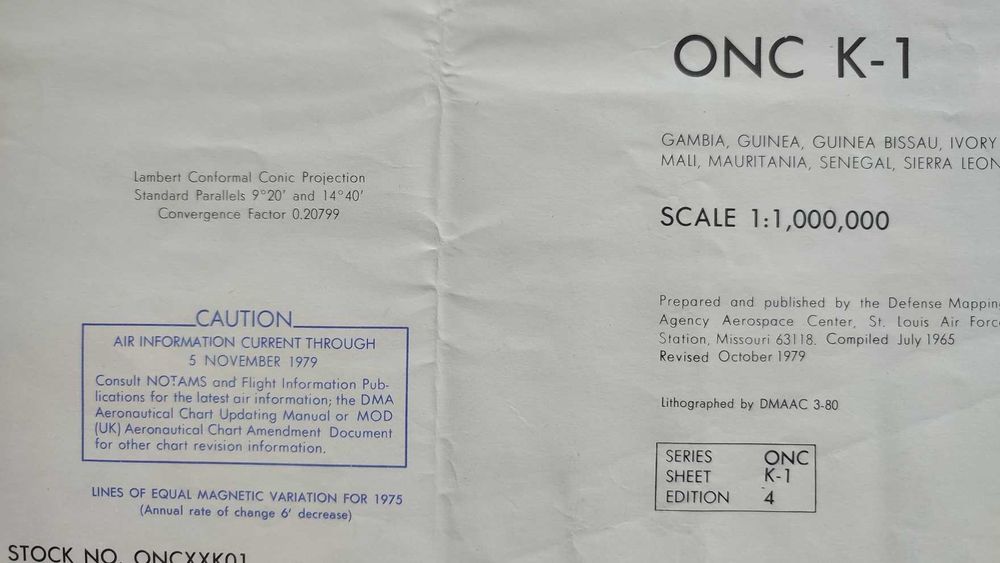 ONC K-1
GAMBIA, GUINEA, GUINEA BISSAU, IVORY
MALI, MAURITANIA, SENEGAL, SIERRA LEON
SCALE 1:1,000,000
Lambert Conformal Conic Projection
Standard Parallels 9°20' and 14°40'
Convergence Factor 0.20799
CAUTION
AIR INFORMATION CURRENT THROUGH
5 NOVEMBER 1979
Consult NOTAMS and Flight Information Pub-
lications for the latest air information; the DMA
Aeronautical Chart Updating Manual or MOD
(UK) Aeronautical Chart Amendment Document
for other chart revision information.
LINES OF EQUAL MAGNETIC VARIATION FOR 1975
(Annual rate of change 6' decrease)
Prepared and published by the Defense Mappin
Agency Aerospace Center, St. Louis Air Forc
Station, Missouri 63118. Compiled July 1965
Revised October 1979
Lithographed by DMAAC 3-80
SERIES ONC
SHEET K-1
EDITION 4
STOCK NO. ONCXXK01